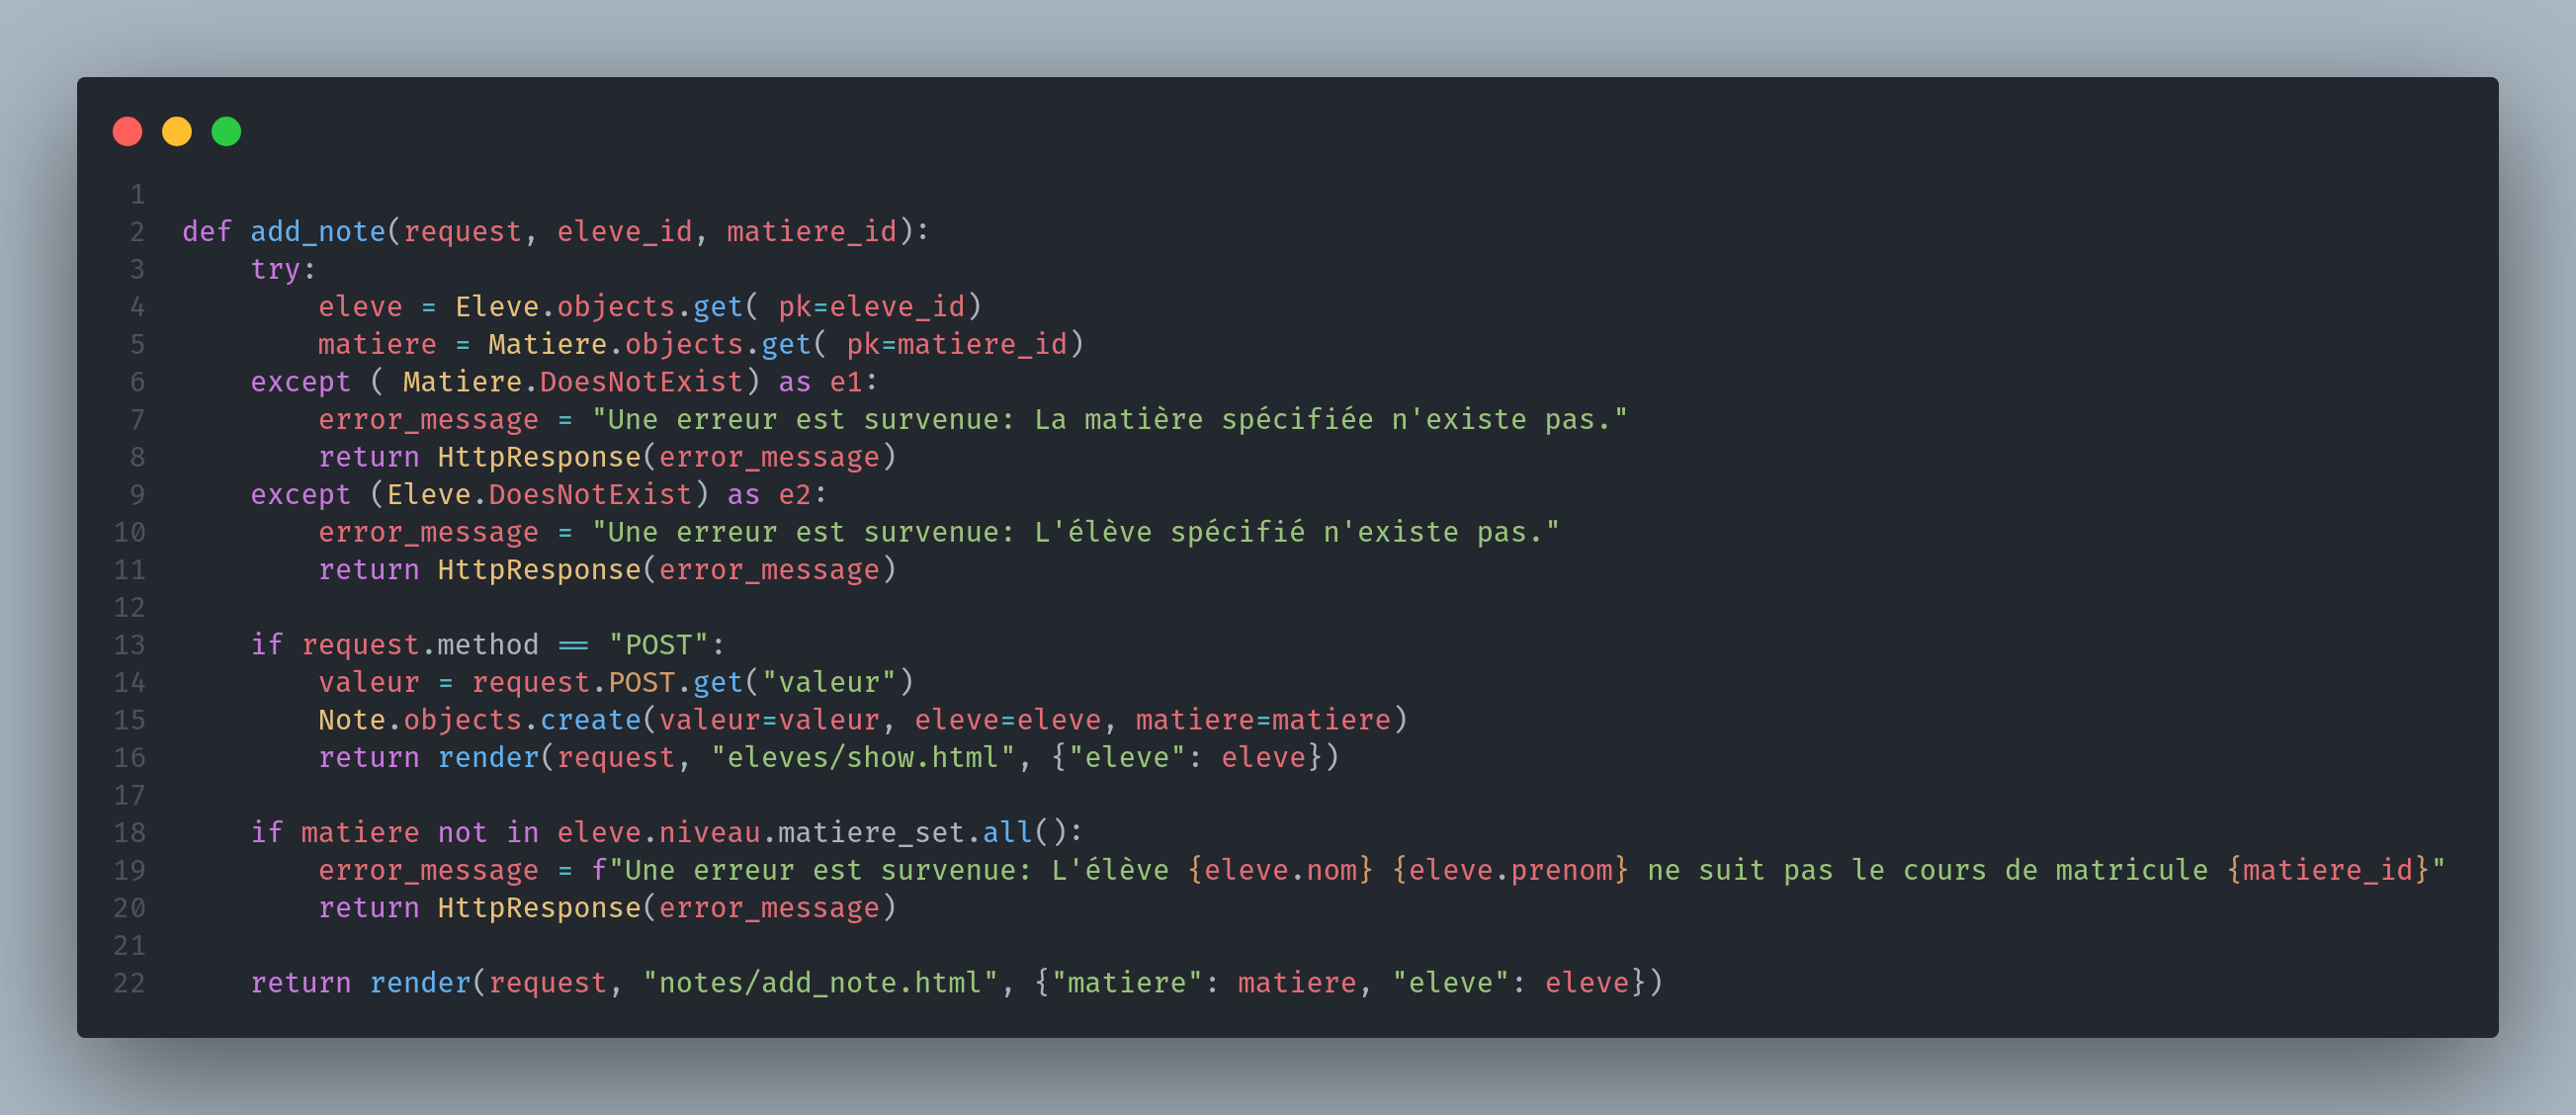 1
2 def add_note(request, eleve_id, matiere_id):
3     try:
4         eleve = Eleve.objects.get( pk=eleve_id)
5         matiere = Matiere.objects.get( pk=matiere_id)
6     except ( Matiere.DoesNotExist) as e1:
7         error_message = "Une erreur est survenue: La matière spécifiée n'existe pas."
8         return HttpResponse(error_message)
9     except (Eleve.DoesNotExist) as e2:
10         error_message = "Une erreur est survenue: L'élève spécifié n'existe pas."
11         return HttpResponse(error_message)
12
13     if request.method == "POST":
14         valeur = request.POST.get("valeur")
15         Note.objects.create(valeur=valeur, eleve=eleve, matiere=matiere)
16         return render(request, "eleves/show.html", {"eleve": eleve})
17
18     if matiere not in eleve.niveau.matiere_set.all():
19         error_message = f"Une erreur est survenue: L'élève {eleve.nom} {eleve.prenom} ne suit pas le cours de matricule {matiere_id}"
20         return HttpResponse(error_message)
21
22     return render(request, "notes/add_note.html", {"matiere": matiere, "eleve": eleve})